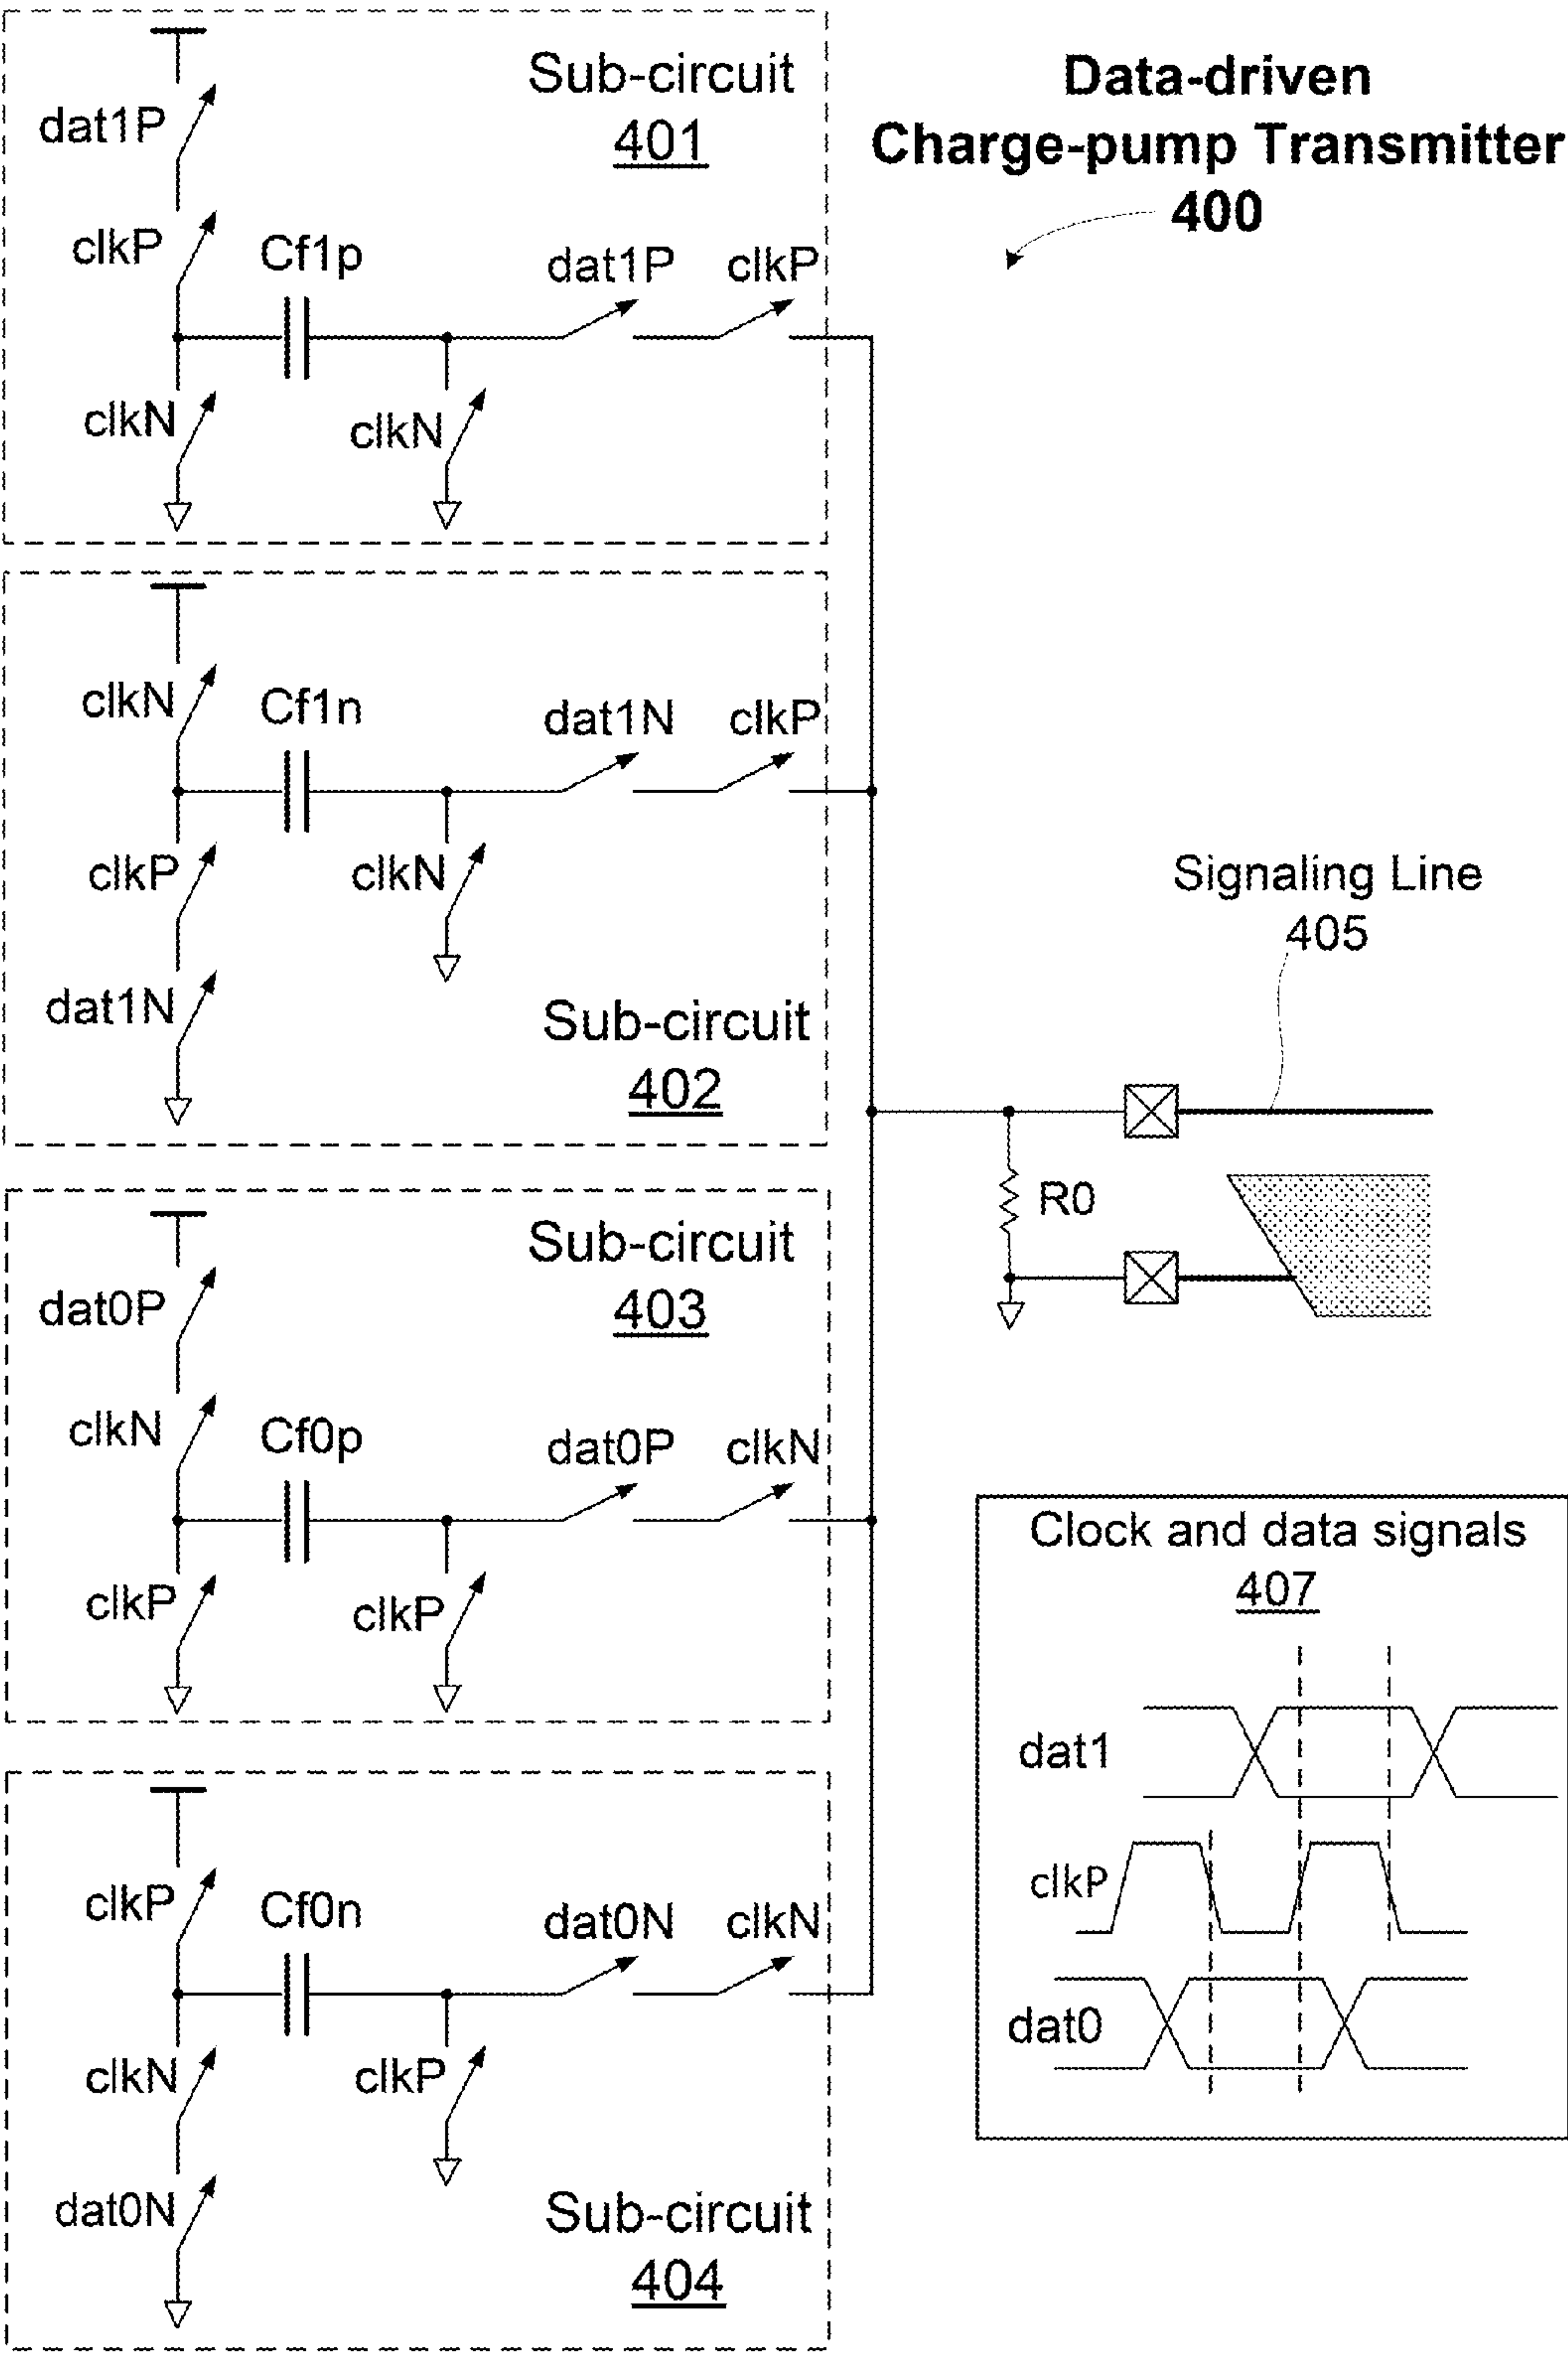 Data-driven
Charge-pump Transmitter
400
Sub-circuit
401
dat1P
clkP
Cf1p
dat1P
clkP
clkN
clkN
clkN
Cf1n
dat1N
clkP
clkP
clkN
dat1N
Sub-circuit
402
Signaling Line
405
R0
Sub-circuit
403
dat0P
clkN
Cf0p
dat0P
clkN
clkP
clkP
clkP
Cf0n
dat0N
clkN
clkN
clkP
dat0N
Sub-circuit
404
Clock and data signals
407
dat1
clkP
dat0